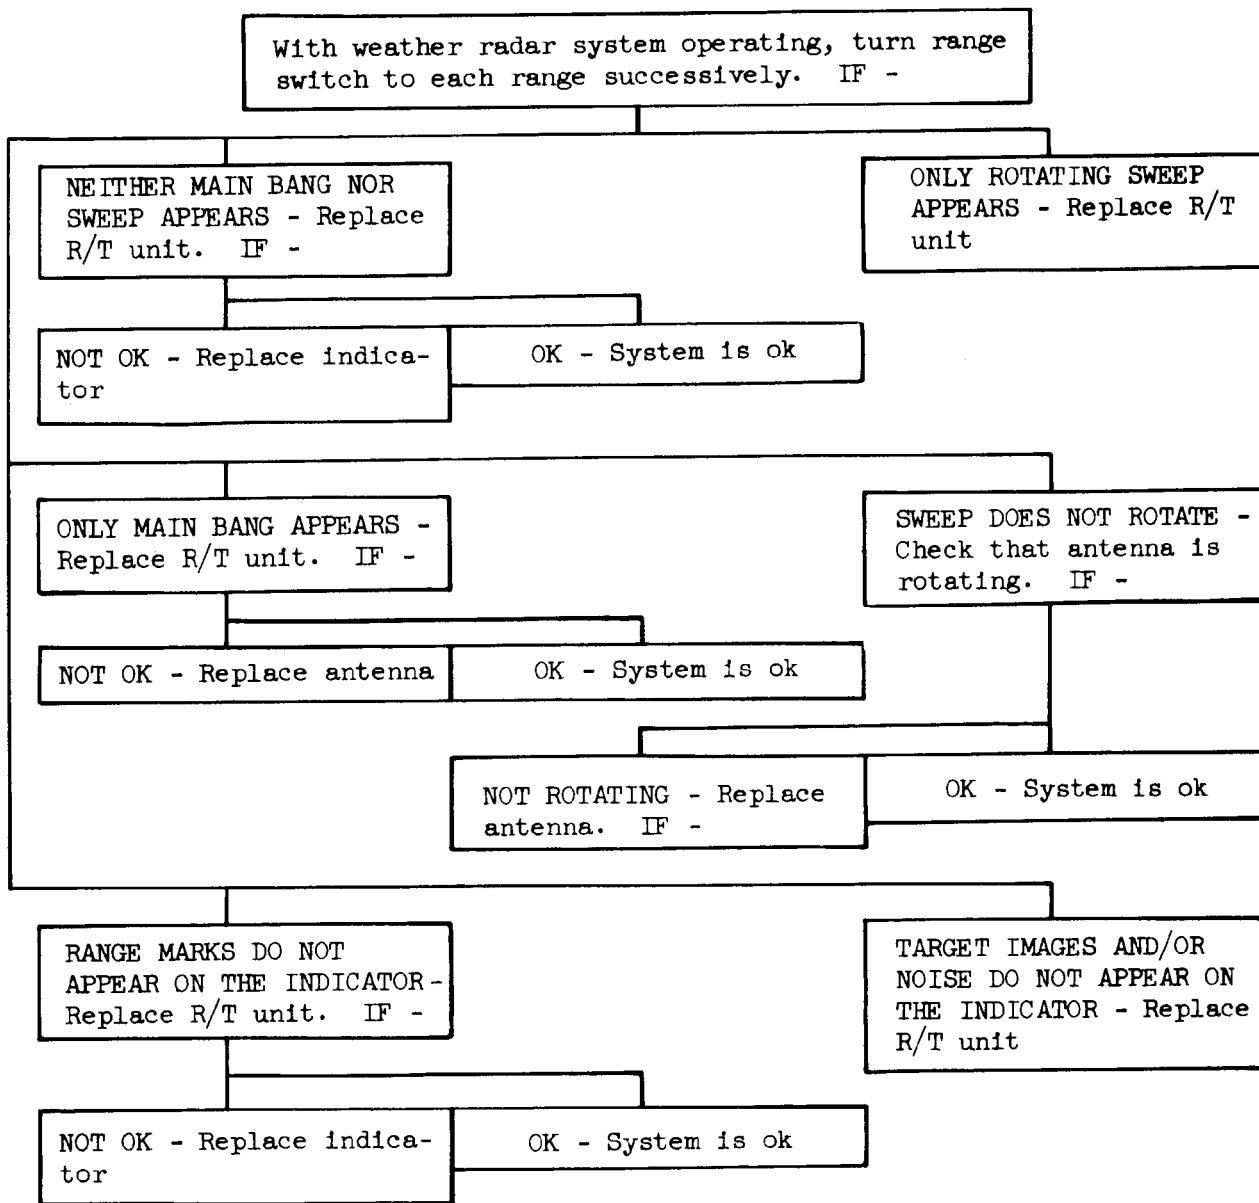 With weather radar system operating, turn range
switch to each range successively. IF -
NEITHER MAIN BANG NOR
SWEEP APPEARS - Replace
R/T unit. IF -
ONLY ROTATING SWEEP
APPEARS - Replace R/T
unit
NOT OK - Replace indica-
tor
OK - System is ok
ONLY MAIN BANG APPEARS -
Replace R/T unit. IF -
SWEEP DOES NOT ROTATE -
Check that antenna is
rotating. IF -
NOT OK - Replace antenna
OK - System is ok
NOT ROTATING - Replace
antenna. IF -
OK - System is ok
RANGE MARKS DO NOT
APPEAR ON THE INDICATOR -
Replace R/T unit. IF -
TARGET IMAGES AND/OR
NOISE DO NOT APPEAR ON
THE INDICATOR - Replace
R/T unit
NOT OK - Replace indica-
tor
OK - System is ok